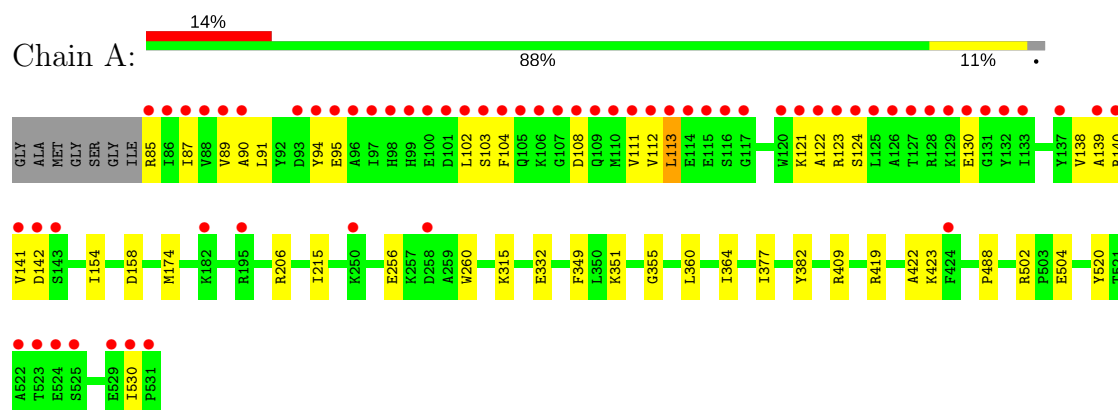 14%
Chain A:
88% 11% •
GLY ALA MET GLY SER GLY ILE R85 I86 I87 V88 V89 A90 L91 Y92 D93 Y94 E95 A96 I97 H98 H99 E100 D101 L102 S103 F104 Q105 K106 G107 D108 Q109 M110 V111 V112 L113 E114 E115 S116 G117 W120 K121 A122 R123 S124 L125 A126 T127 R128 K129 E130 G131 Y132 I133 Y137 V138 A139 R140
V141 D142 S143 I154 D158 M174 K182 R195 R206 I215 K250 E256 K257 D258 A259 W260 K315 E332 F349 L350 K351 G355 L360 I364 I377 Y382 R409 R419 A422 K423 F424 P488 R502 P503 E504 Y520 T521
A522 T523 E524 S525 E529 I530 P531